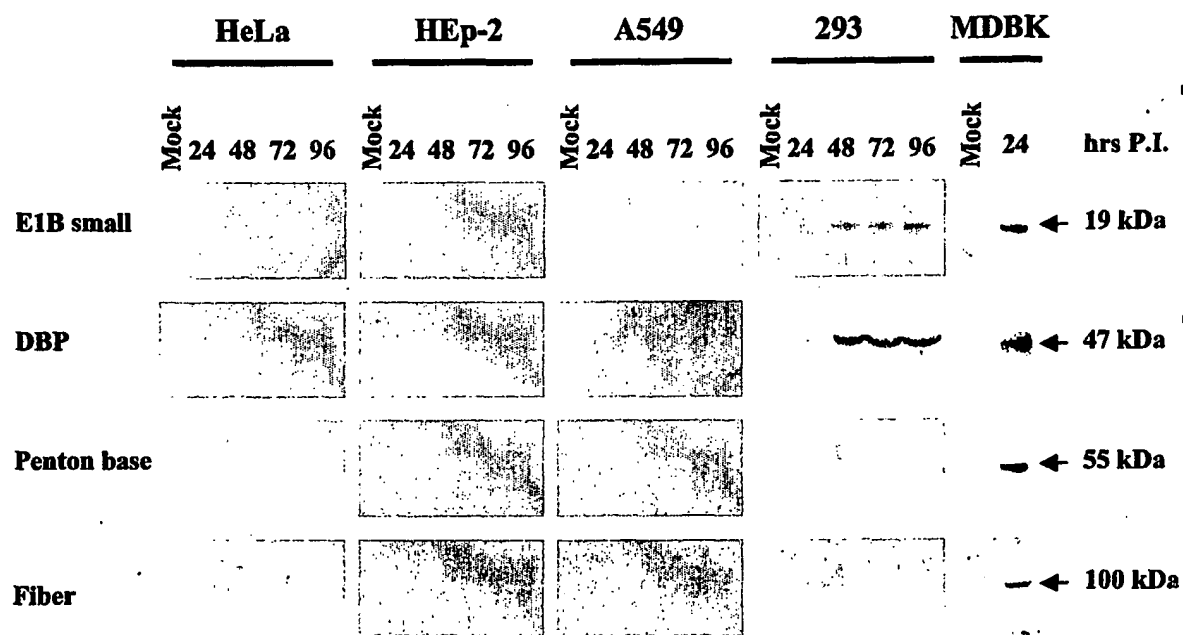 HeLa HEp-2 A549 293 MDBK
Mock 24 48 72 96 Mock 24 48 72 96 Mock 24 48 72 96 Mock 24 48 72 96 Mock 24 hrs P.I.
E1B small 19 kDa
DBP 47 kDa
Penton base 55 kDa
Fiber 100 kDa